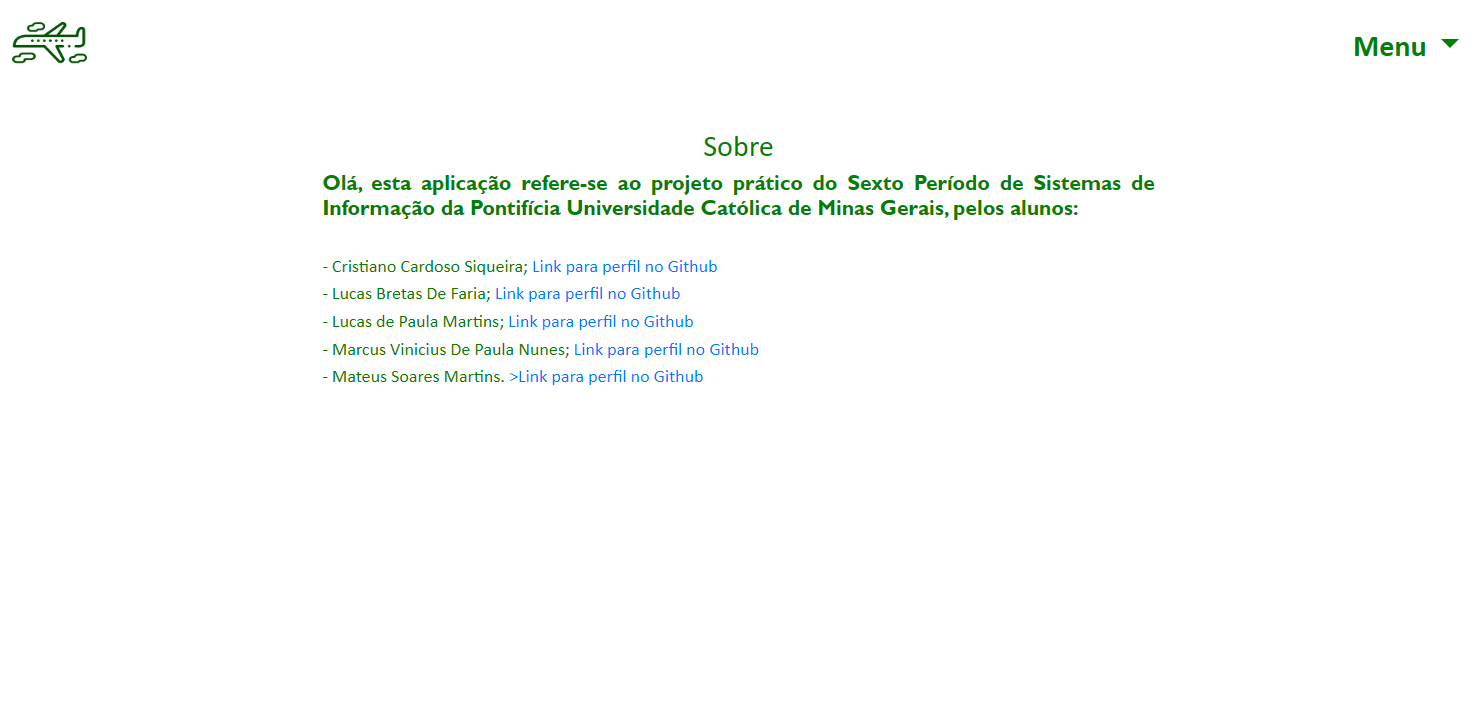 Menu
Sobre
Olá, esta aplicação refere-se ao projeto prático do Sexto Período de Sistemas de
Informação da Pontifícia Universidade Católica de Minas Gerais, pelos alunos:
- Cristiano Cardoso Siqueira; Link para perfil no Github
- Lucas Bretas De Faria; Link para perfil no Github
- Lucas de Paula Martins; Link para perfil no Github
- Marcus Vinicius De Paula Nunes; Link para perfil no Github
- Mateus Soares Martins. >Link para perfil no Github